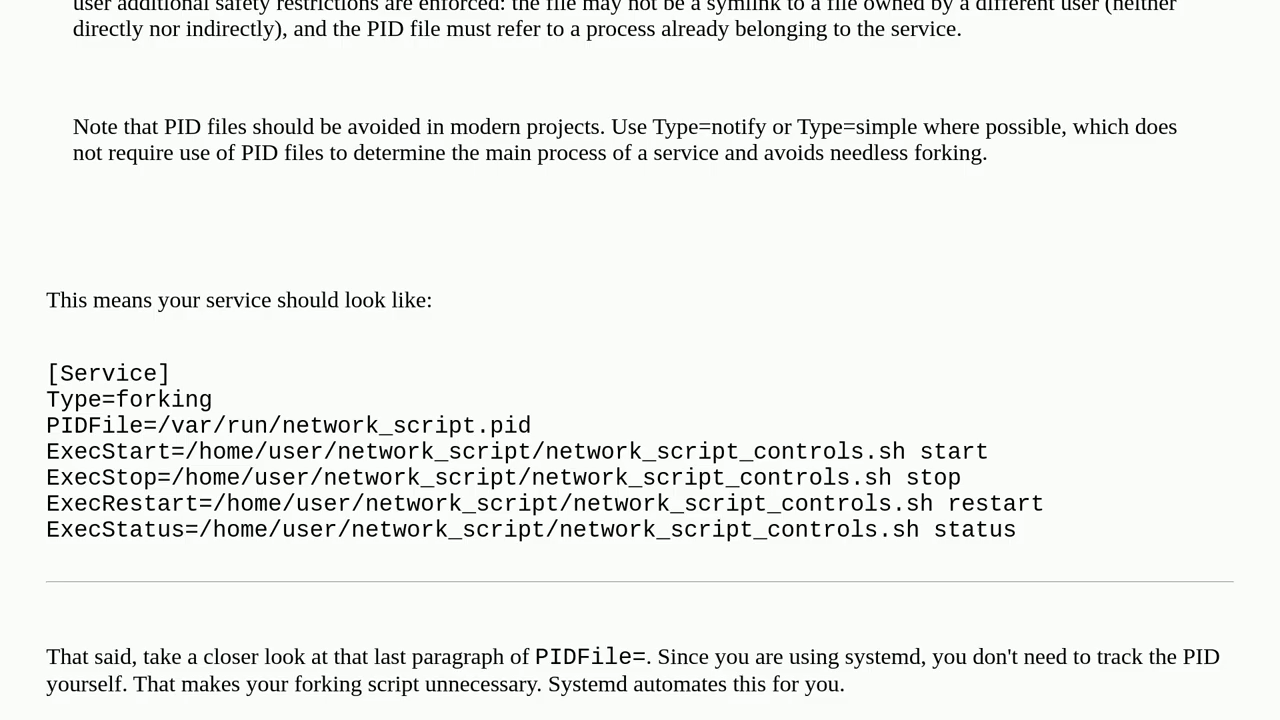 user additional safety restrictions are enforced: the file may not be a symlink to a file owned by a different user (neither
directly nor indirectly), and the PID file must refer to a process already belonging to the service.
Note that PID files should be avoided in modern projects. Use Type=notify or Type=simple where possible, which does
not require use of PID files to determine the main process of a service and avoids needless forking.
This means your service should look like:
[Service]
Type=forking
PIDFile=/var/run/network_script.pid
ExecStart=/home/user/network_script/network_script_controls.sh start
ExecStop=/home/user/network_script/network_script_controls.sh stop
ExecRestart=/home/user/network_script/network_script_controls.sh restart
ExecStatus=/home/user/network_script/network_script_controls.sh status
That said, take a closer look at that last paragraph of PIDFile=. Since you are using systemd, you don't need to track the PID
yourself. That makes your forking script unnecessary. Systemd automates this for you.